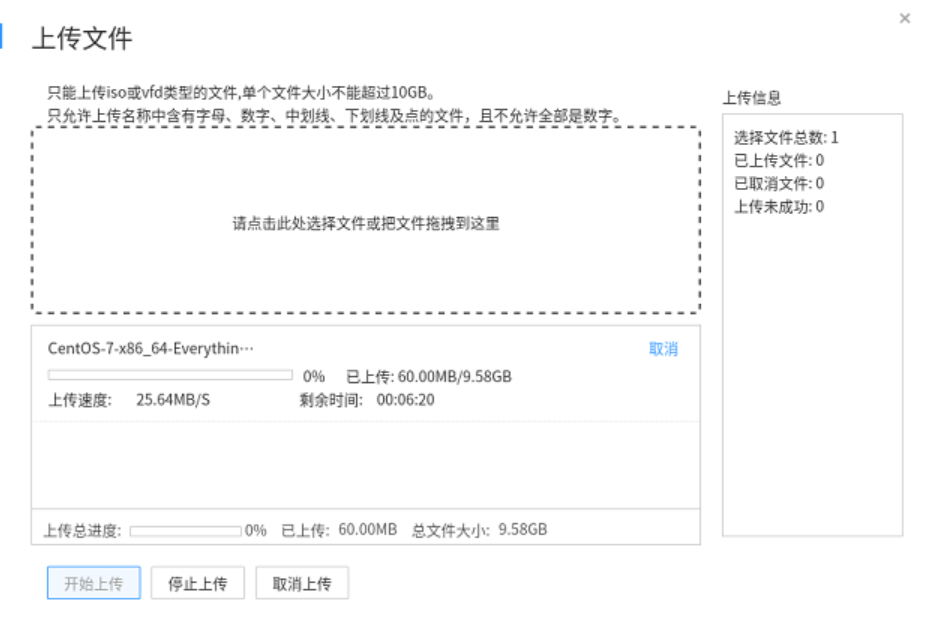 ×
上传文件
只能上传iso或vfd类型的文件,单个文件大小不能超过10GB。
只允许上传名称中含有字母、数字、中划线、下划线及点的文件，且不允许全部是数字。
请点击此处选择文件或把文件拖拽到这里
CentOS-7-x86_64-Everythin··· 取消
0% 已上传: 60.00MB/9.58GB
上传速度: 25.64MB/S 剩余时间: 00:06:20
上传总进度: 0% 已上传: 60.00MB 总文件大小: 9.58GB
开始上传 停止上传 取消上传
上传信息
选择文件总数: 1
已上传文件: 0
已取消文件: 0
上传未成功: 0